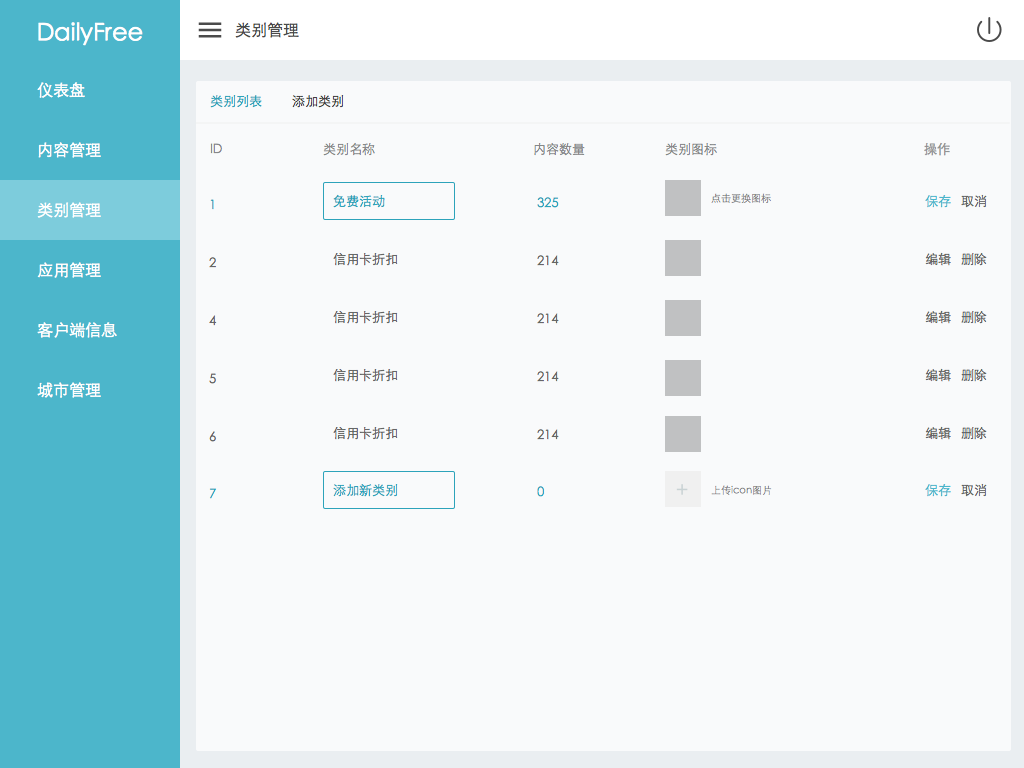 DailyFree
类别管理
仪表盘
内容管理
类别管理
应用管理
客户端信息
城市管理
类别列表 添加类别
ID 类别名称 内容数量 类别图标 操作
1 免费活动 325 点击更换图标 保存 取消
2 信用卡折扣 214 编辑 删除
4 信用卡折扣 214 编辑 删除
5 信用卡折扣 214 编辑 删除
6 信用卡折扣 214 编辑 删除
7 添加新类别 0 + 上传icon图片 保存 取消